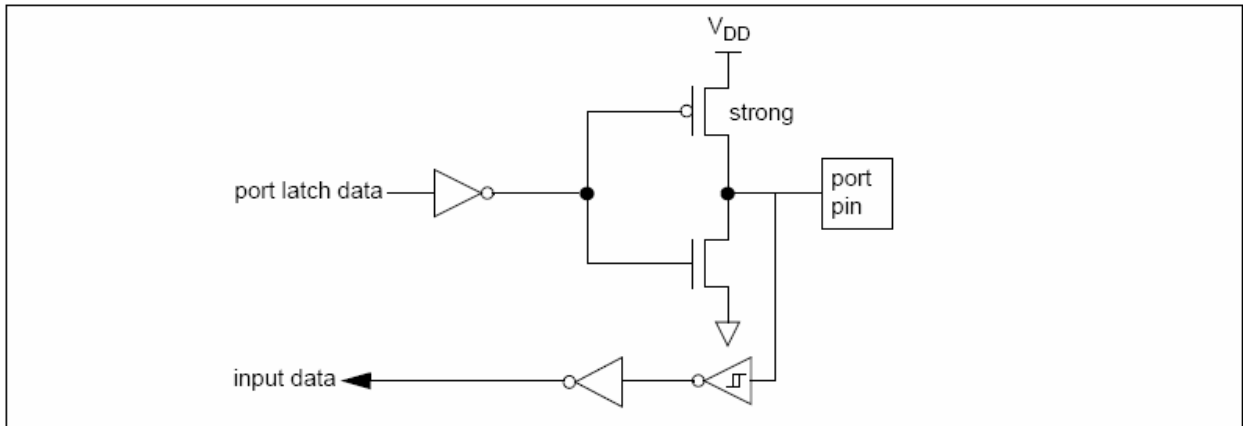 VDD
strong
port latch data
port
pin
input data